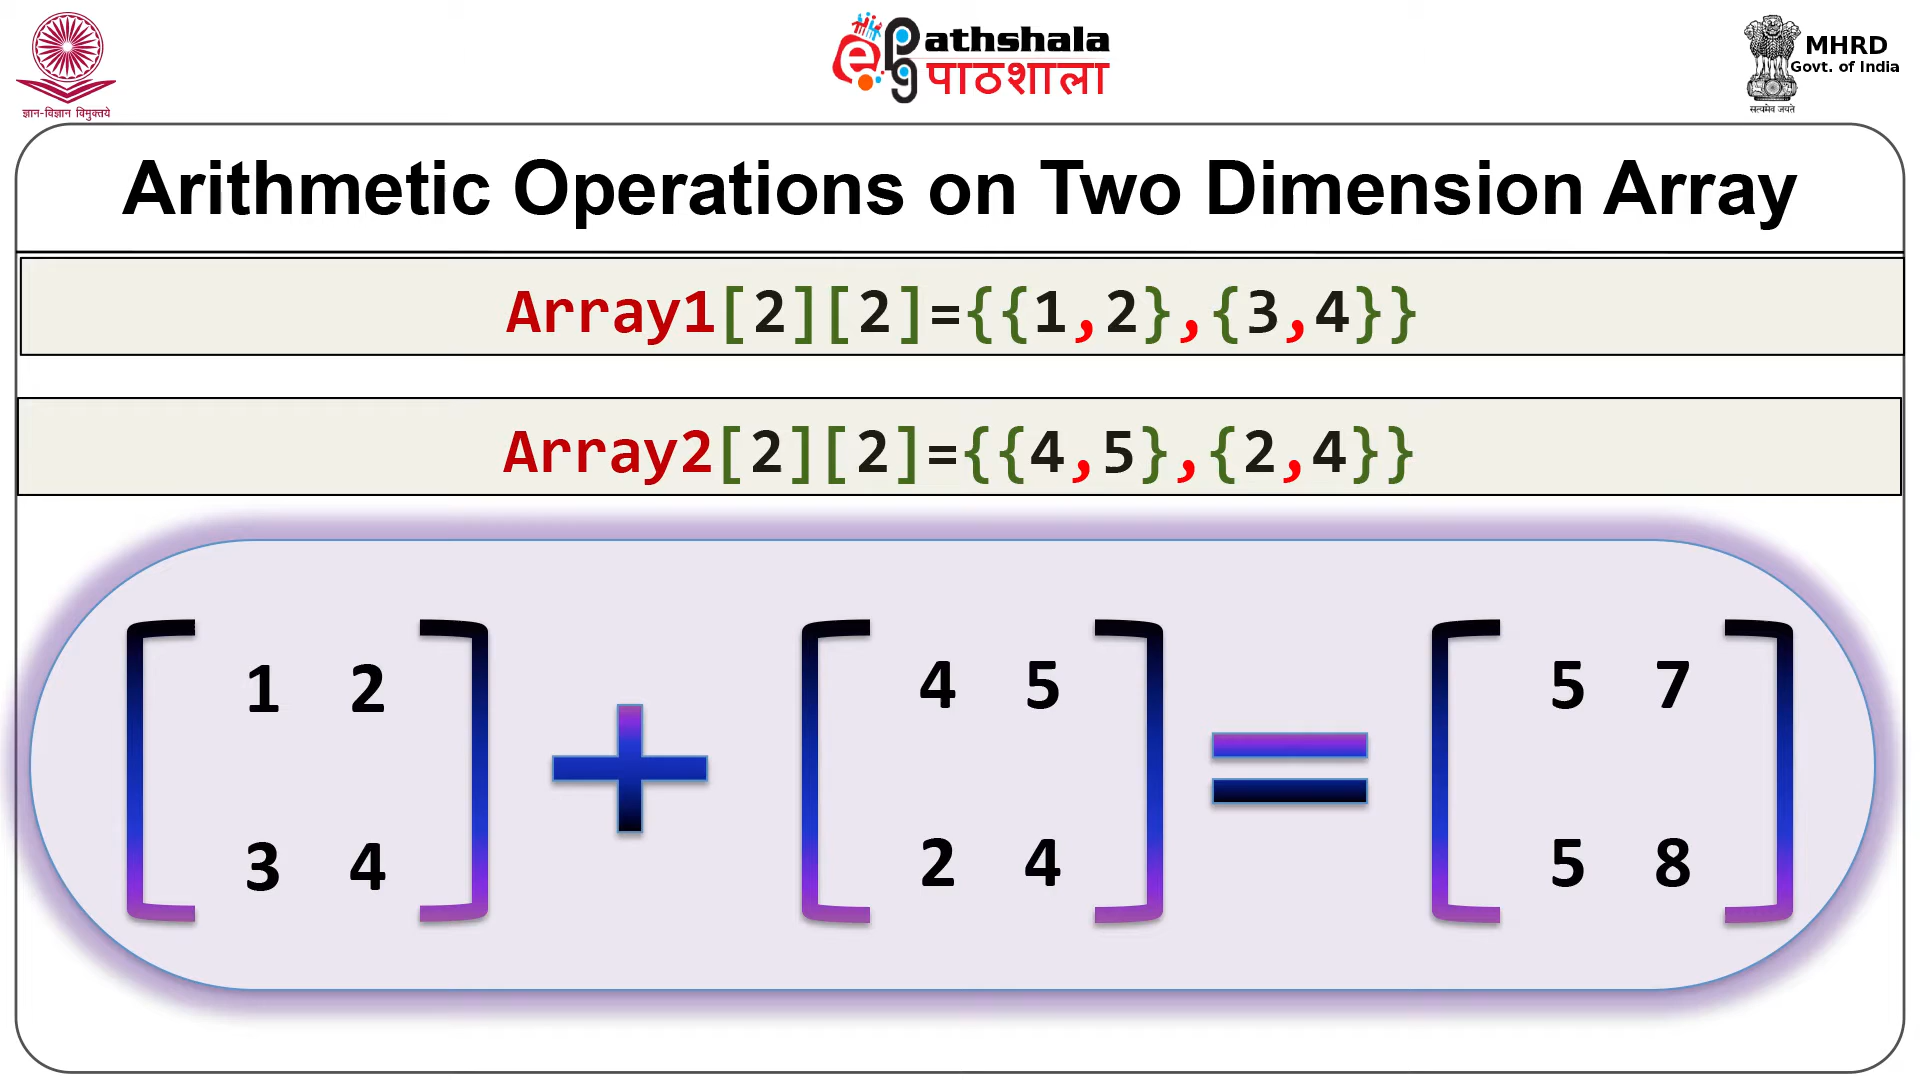 ज्ञान-विज्ञान विमुक्तये
ePathshala
पाठशाला
pg
MHRD
Govt. of India
सत्यमेव जयते
Arithmetic Operations on Two Dimension Array
Array1[2][2]={{1,2},{3,4}}
Array2[2][2]={{4,5},{2,4}}
1 2 + 4 5 = 5 7
3 4 2 4 5 8